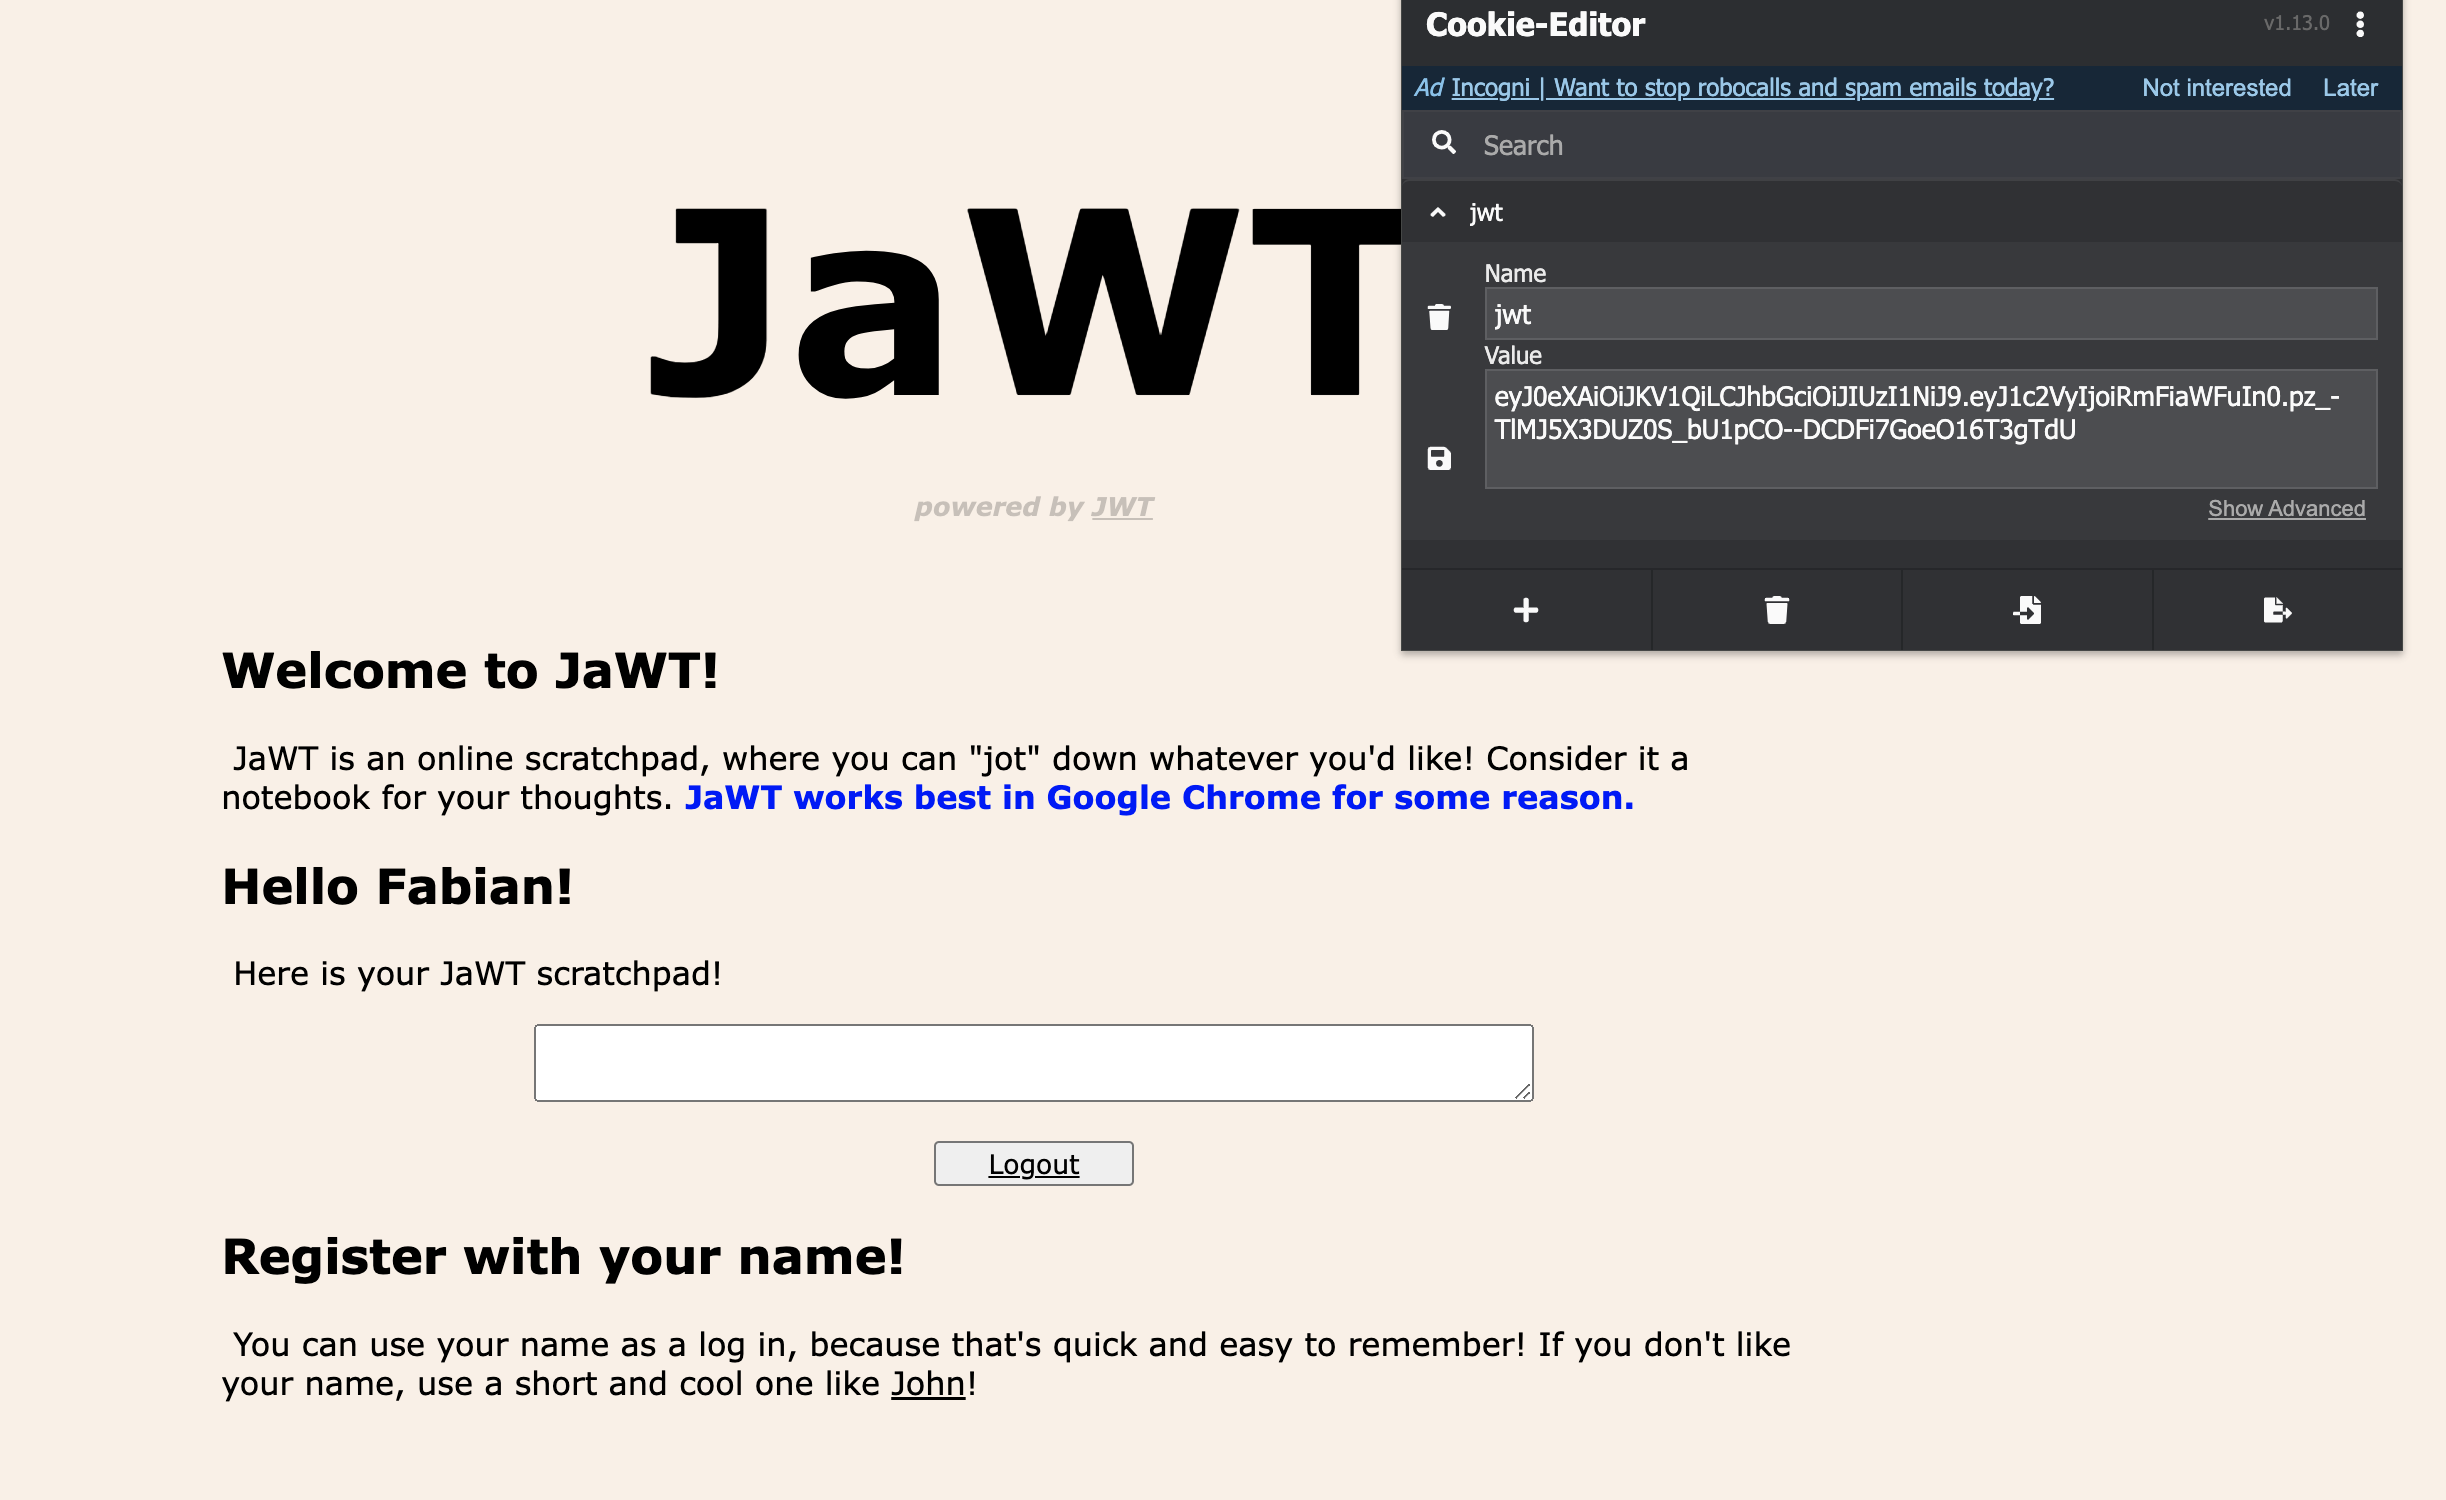 JaWT
powered by JWT
Cookie-Editor
v1.13.0
Ad Incogni | Want to stop robocalls and spam emails today?
Not interested
Later
Search
jwt
Name
jwt
Value
eyJ0eXAiOiJKV1QiLCJhbGciOiJIUzI1NiJ9.eyJ1c2VyIjoiRmFiaWFuIn0.pz_-
TlMJ5X3DUZ0S_bU1pCO--DCDFi7GoeO16T3gTdU
Show Advanced
Welcome to JaWT!
JaWT is an online scratchpad, where you can "jot" down whatever you'd like! Consider it a
notebook for your thoughts. JaWT works best in Google Chrome for some reason.
Hello Fabian!
Here is your JaWT scratchpad!
Logout
Register with your name!
You can use your name as a log in, because that's quick and easy to remember! If you don't like
your name, use a short and cool one like John!